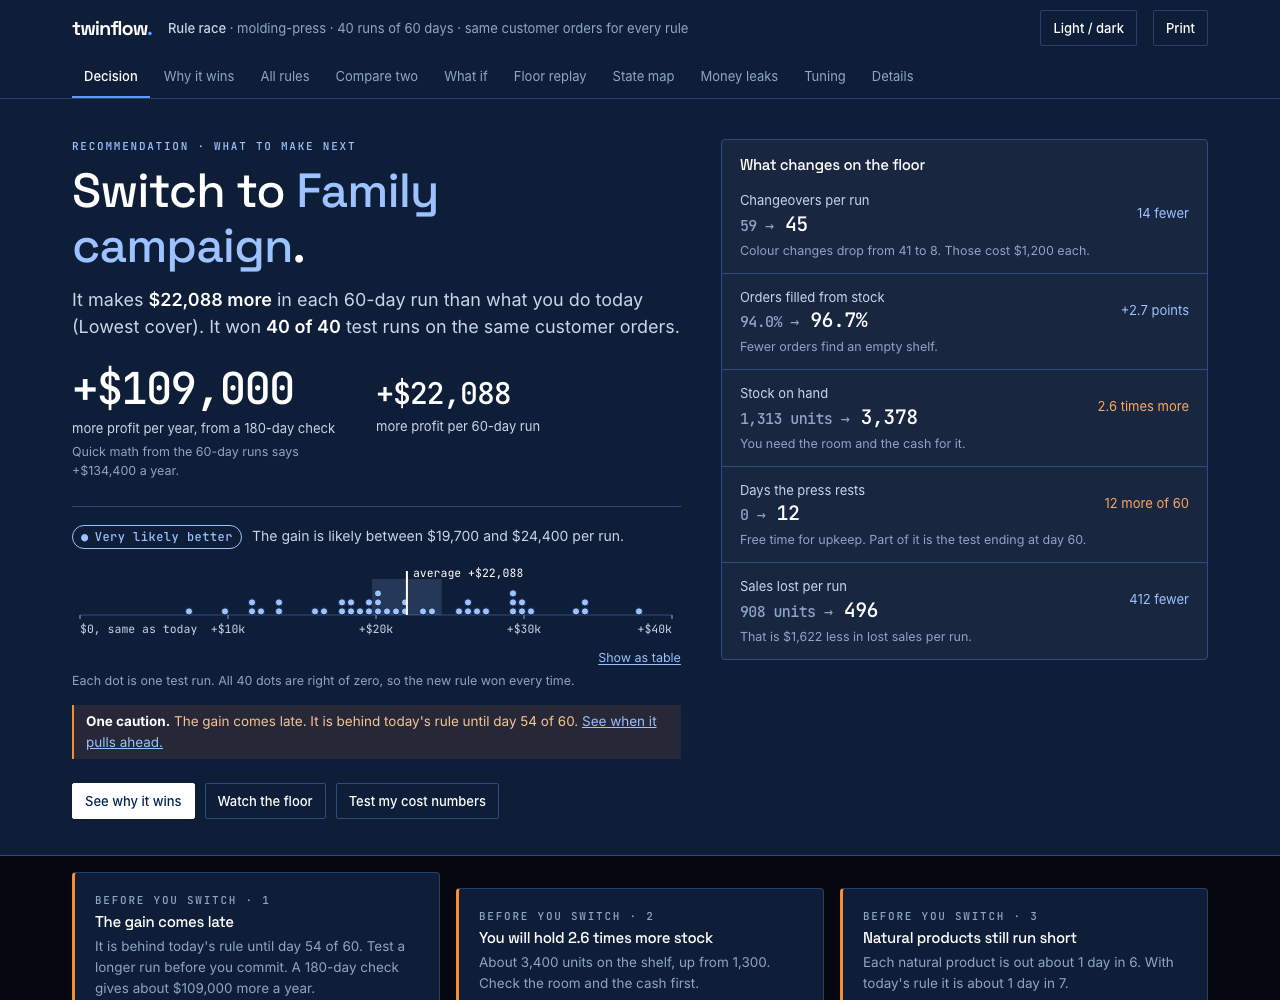 twinflow.
Rule race · molding-press · 40 runs of 60 days · same customer orders for every rule
Light / dark
Print
Decision
Why it wins
All rules
Compare two
What if
Floor replay
State map
Money leaks
Tuning
Details
RECOMMENDATION · WHAT TO MAKE NEXT
Switch to Family
campaign.
It makes $22,088 more in each 60-day run than what you do today
(Lowest cover). It won 40 of 40 test runs on the same customer orders.
+$109,000
more profit per year, from a 180-day check
Quick math from the 60-day runs says
+$134,400 a year.
+$22,088
more profit per 60-day run
● Very likely better
The gain is likely between $19,700 and $24,400 per run.
average +$22,088
$0, same as today
+$10k
+$20k
+$30k
+$40k
Show as table
Each dot is one test run. All 40 dots are right of zero, so the new rule won every time.
One caution. The gain comes late. It is behind today's rule until day 54 of 60. See when it
pulls ahead.
See why it wins
Watch the floor
Test my cost numbers
What changes on the floor
Changeovers per run
59 → 45
14 fewer
Colour changes drop from 41 to 8. Those cost $1,200 each.
Orders filled from stock
94.0% → 96.7%
+2.7 points
Fewer orders find an empty shelf.
Stock on hand
1,313 units → 3,378
2.6 times more
You need the room and the cash for it.
Days the press rests
0 → 12
12 more of 60
Free time for upkeep. Part of it is the test ending at day 60.
Sales lost per run
908 units → 496
412 fewer
That is $1,622 less in lost sales per run.
BEFORE YOU SWITCH · 1
The gain comes late
It is behind today's rule until day 54 of 60. Test a
longer run before you commit. A 180-day check
gives about $109,000 more a year.
BEFORE YOU SWITCH · 2
You will hold 2.6 times more stock
About 3,400 units on the shelf, up from 1,300.
Check the room and the cash first.
BEFORE YOU SWITCH · 3
Natural products still run short
Each natural product is out about 1 day in 6. With
today's rule it is about 1 day in 7.